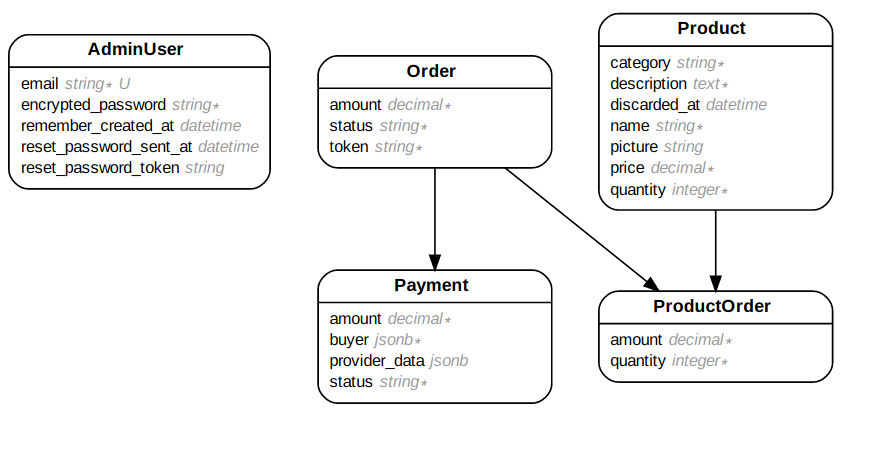 AdminUser
email string∗ U
encrypted_password string∗
remember_created_at datetime
reset_password_sent_at datetime
reset_password_token string
Order
amount decimal∗
status string∗
token string∗
Product
category string∗
description text∗
discarded_at datetime
name string∗
picture string
price decimal∗
quantity integer∗
Payment
amount decimal∗
buyer jsonb∗
provider_data jsonb
status string∗
ProductOrder
amount decimal∗
quantity integer∗